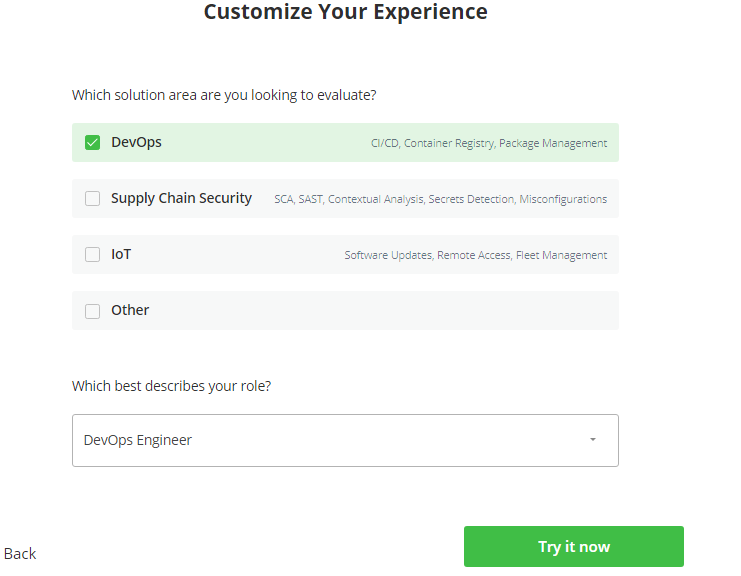 Customize Your Experience
Which solution area are you looking to evaluate?
DevOps CI/CD, Container Registry, Package Management
Supply Chain Security SCA, SAST, Contextual Analysis, Secrets Detection, Misconfigurations
IoT Software Updates, Remote Access, Fleet Management
Other
Which best describes your role?
DevOps Engineer
Back Try it now